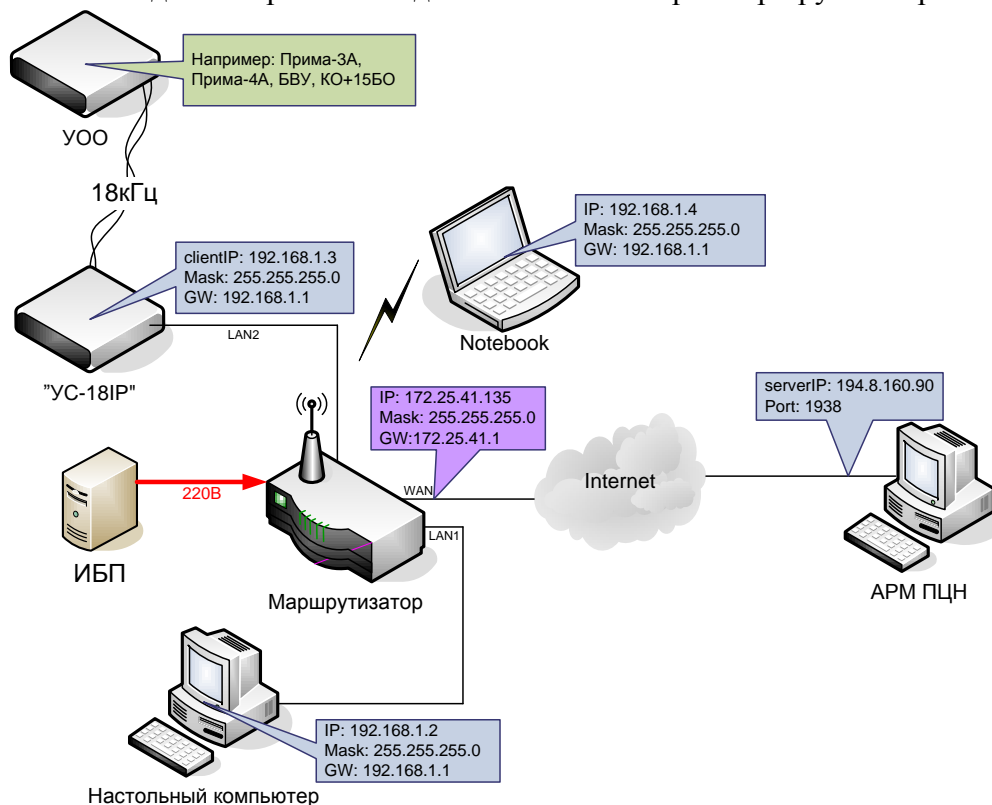 Например: Прима-3А,
Прима-4А, БВУ, КО+15БО
УОО
18кГц
clientIP: 192.168.1.3
Mask: 255.255.255.0
GW: 192.168.1.1
IP: 192.168.1.4
Mask: 255.255.255.0
GW: 192.168.1.1
LAN2
Notebook
"УС-18IP"
IP: 172.25.41.135
Mask: 255.255.255.0
GW:172.25.41.1
serverIP: 194.8.160.90
Port: 1938
Internet
220В
WAN
LAN1
ИБП
Маршрутизатор
АРМ ПЦН
IP: 192.168.1.2
Mask: 255.255.255.0
GW: 192.168.1.1
Настольный компьютер